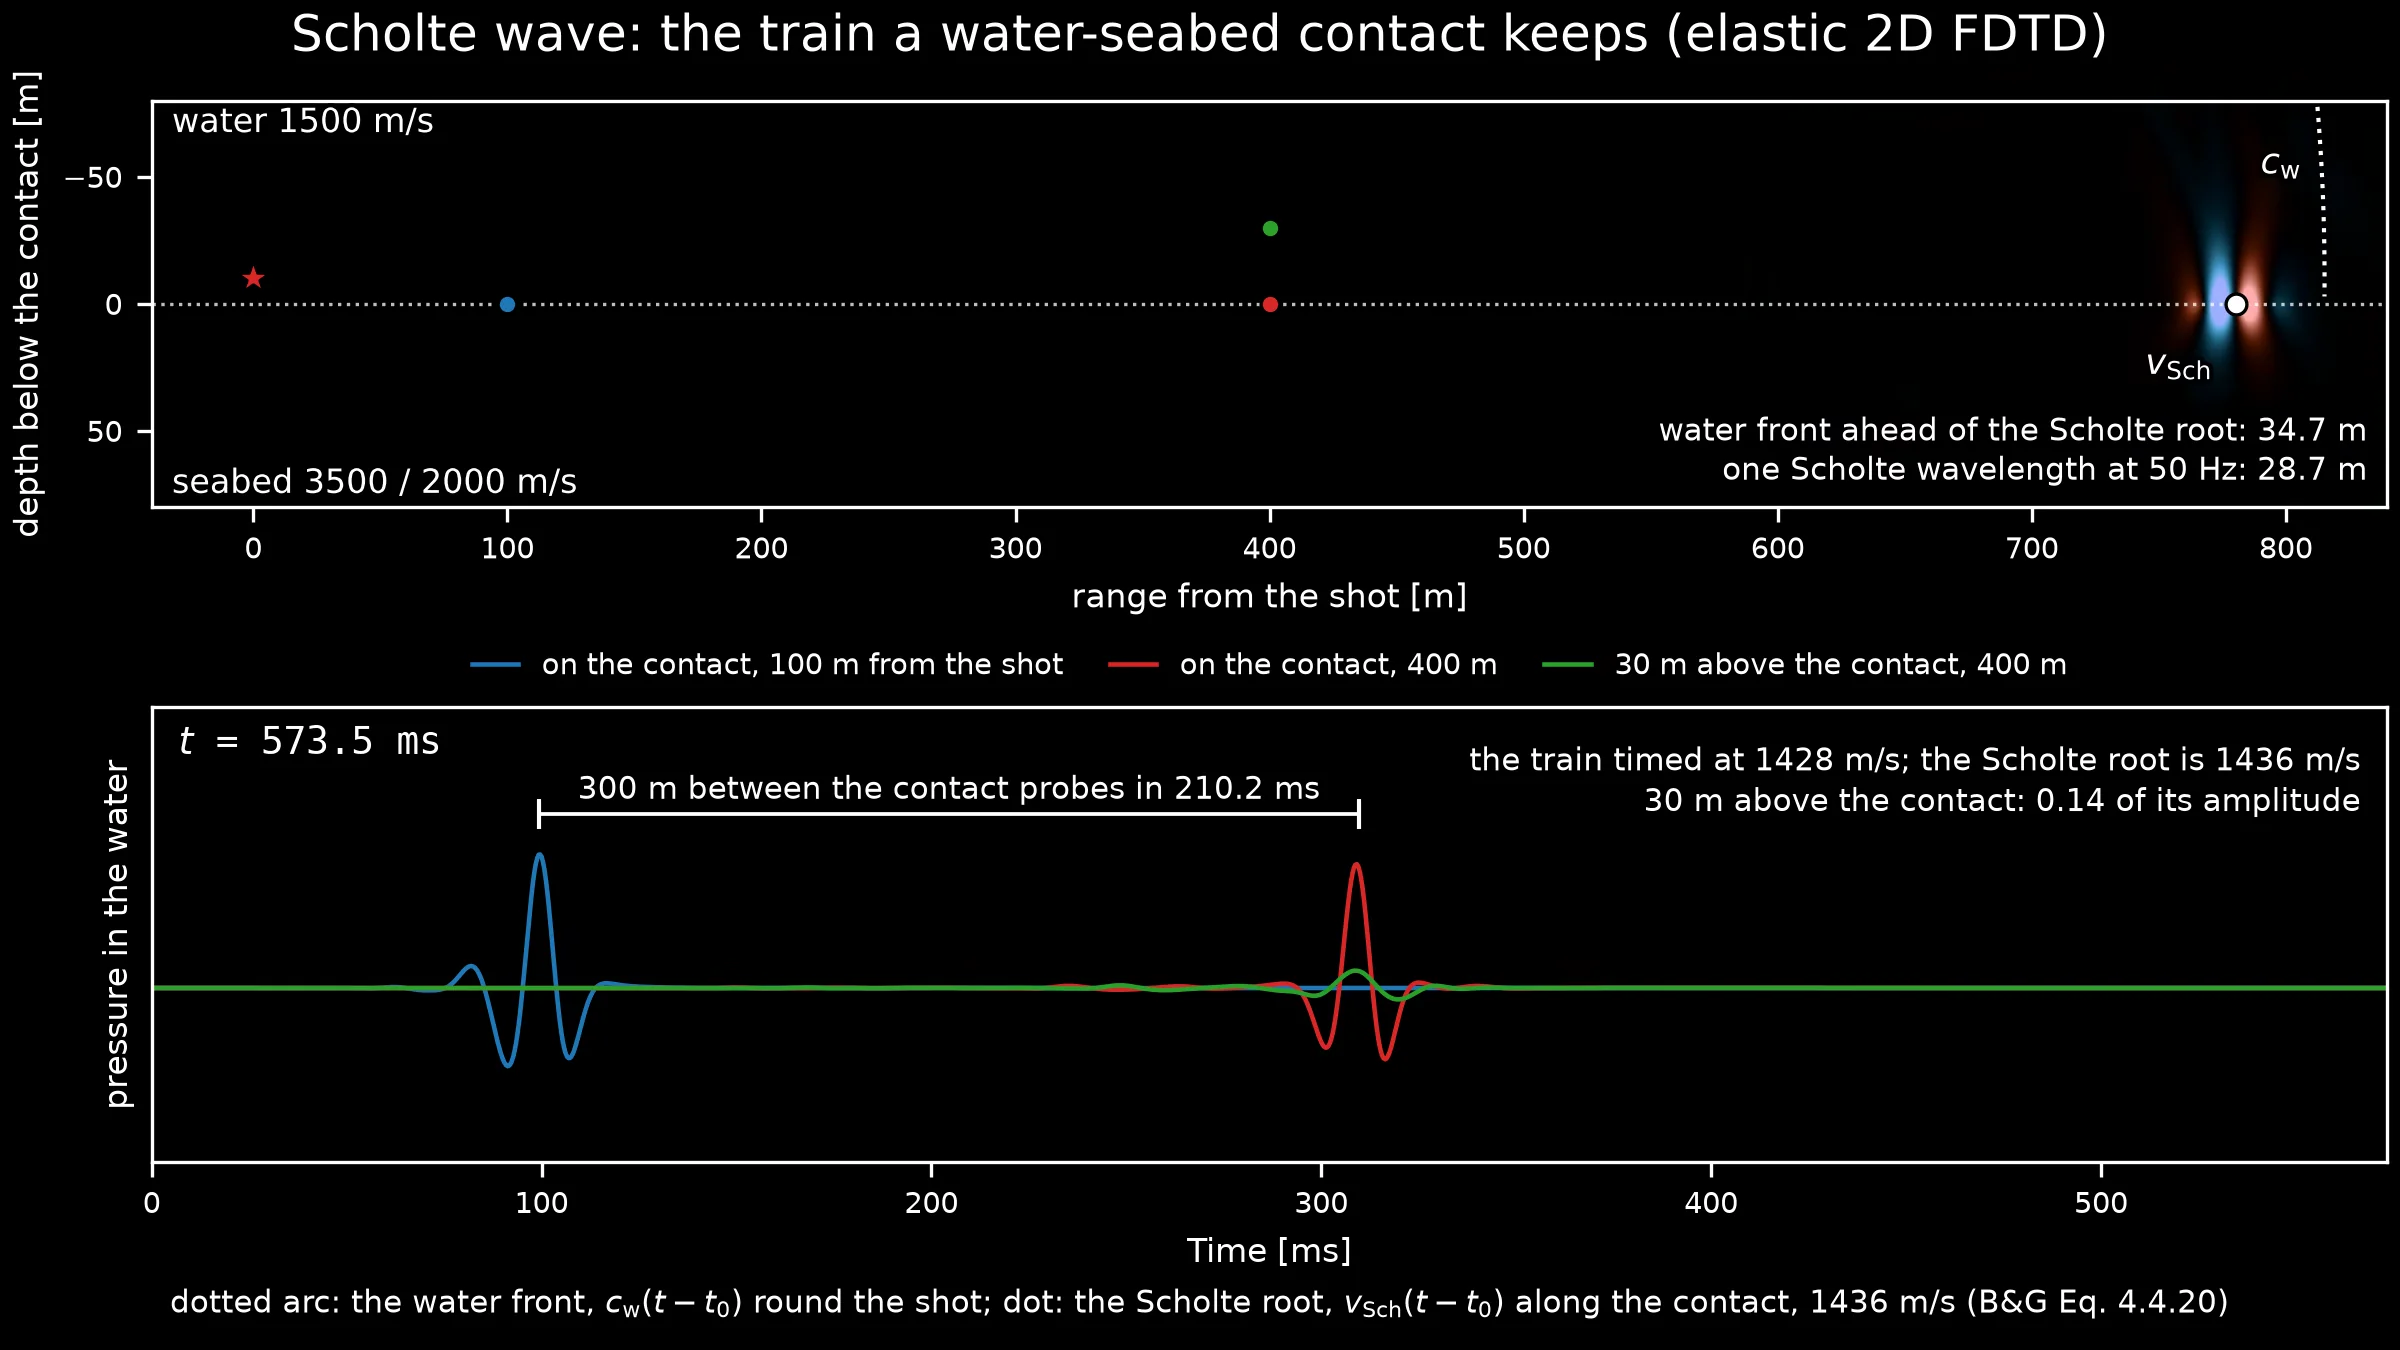 Scholte wave: the train a water-seabed contact keeps (elastic 2D FDTD)
depth below the contact [m]
water 1500 m/s
−50
0
50
c_w
v_Sch
water front ahead of the Scholte root: 34.7 m
one Scholte wavelength at 50 Hz: 28.7 m
seabed 3500 / 2000 m/s
0 100 200 300 400 500 600 700 800
range from the shot [m]
on the contact, 100 m from the shot on the contact, 400 m 30 m above the contact, 400 m
pressure in the water
t = 573.5 ms
the train timed at 1428 m/s; the Scholte root is 1436 m/s
300 m between the contact probes in 210.2 ms
30 m above the contact: 0.14 of its amplitude
0 100 200 300 400 500
Time [ms]
dotted arc: the water front, c_w(t − t_0) round the shot; dot: the Scholte root, v_Sch(t − t_0) along the contact, 1436 m/s (B&G Eq. 4.4.20)